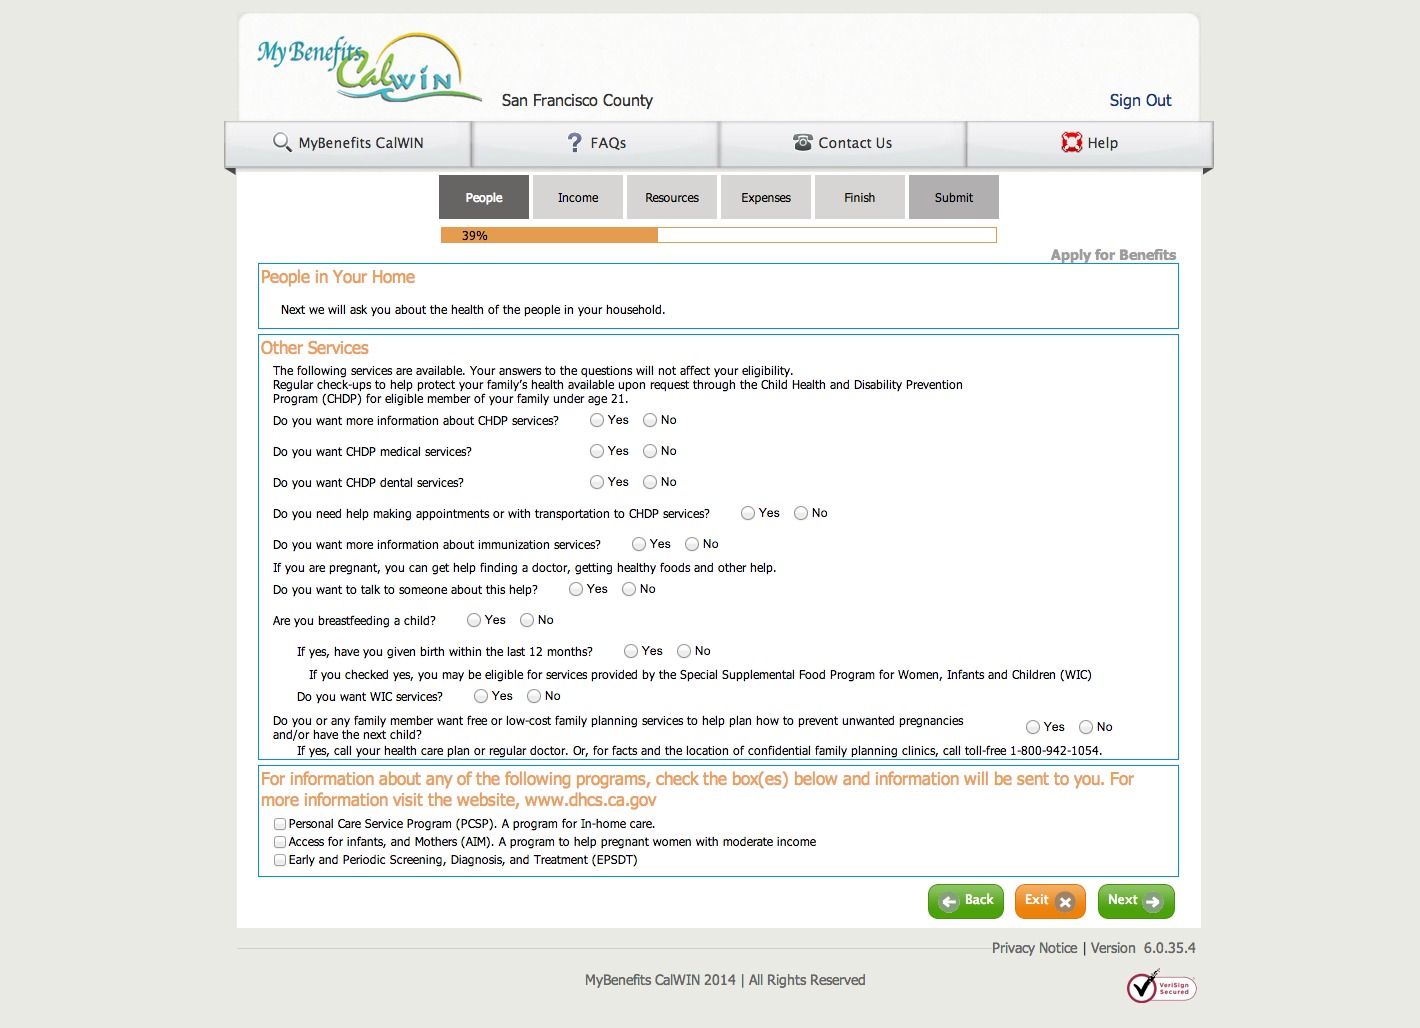 My Benefits
CalWIN
San Francisco County
Sign Out
MyBenefits CalWIN
? FAQs
Contact Us
Help
People
Income
Resources
Expenses
Finish
Submit
39%
Apply for Benefits
People in Your Home
Next we will ask you about the health of the people in your household.
Other Services
The following services are available. Your answers to the questions will not affect your eligibility.
Regular check-ups to help protect your family's health available upon request through the Child Health and Disability Prevention
Program (CHDP) for eligible member of your family under age 21.
Do you want more information about CHDP services? Yes No
Do you want CHDP medical services? Yes No
Do you want CHDP dental services? Yes No
Do you need help making appointments or with transportation to CHDP services? Yes No
Do you want more information about immunization services? Yes No
If you are pregnant, you can get help finding a doctor, getting healthy foods and other help.
Do you want to talk to someone about this help? Yes No
Are you breastfeeding a child? Yes No
If yes, have you given birth within the last 12 months? Yes No
If you checked yes, you may be eligible for services provided by the Special Supplemental Food Program for Women, Infants and Children (WIC)
Do you want WIC services? Yes No
Do you or any family member want free or low-cost family planning services to help plan how to prevent unwanted pregnancies
and/or have the next child? Yes No
If yes, call your health care plan or regular doctor. Or, for facts and the location of confidential family planning clinics, call toll-free 1-800-942-1054.
For information about any of the following programs, check the box(es) below and information will be sent to you. For
more information visit the website, www.dhcs.ca.gov
Personal Care Service Program (PCSP). A program for In-home care.
Access for infants, and Mothers (AIM). A program to help pregnant women with moderate income
Early and Periodic Screening, Diagnosis, and Treatment (EPSDT)
Back
Exit
Next
Privacy Notice | Version 6.0.35.4
MyBenefits CalWIN 2014 | All Rights Reserved
VeriSign
Secured